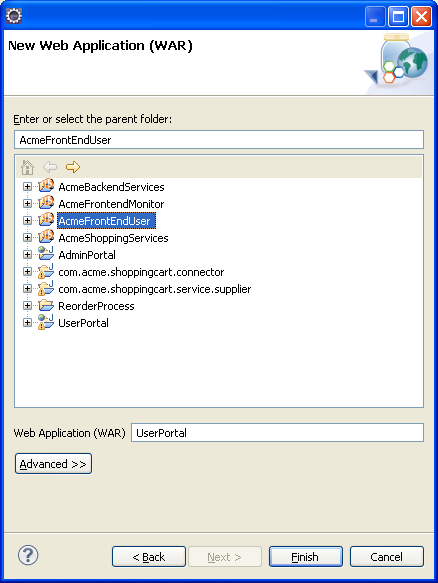 New Web Application (WAR)
Enter or select the parent folder:
AcmeFrontEndUser
AcmeBackendServices
AcmeFrontendMonitor
AcmeFrontEndUser
AcmeShoppingServices
AdminPortal
com.acme.shoppingcart.connector
com.acme.shoppingcart.service.supplier
ReorderProcess
UserPortal
Web Application (WAR) UserPortal
Advanced >>
? < Back Next > Finish Cancel